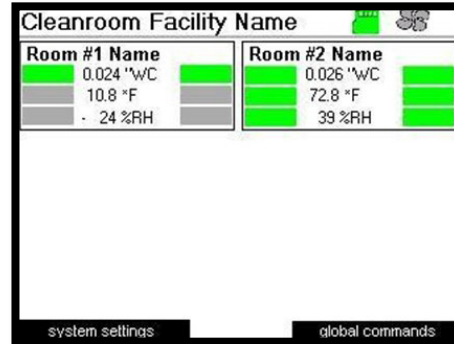 Cleanroom Facility Name
Room #1 Name
0.024 "WC
10.8 °F
- 24 %RH
Room #2 Name
0.026 "WC
72.8 °F
39 %RH
system settings
global commands